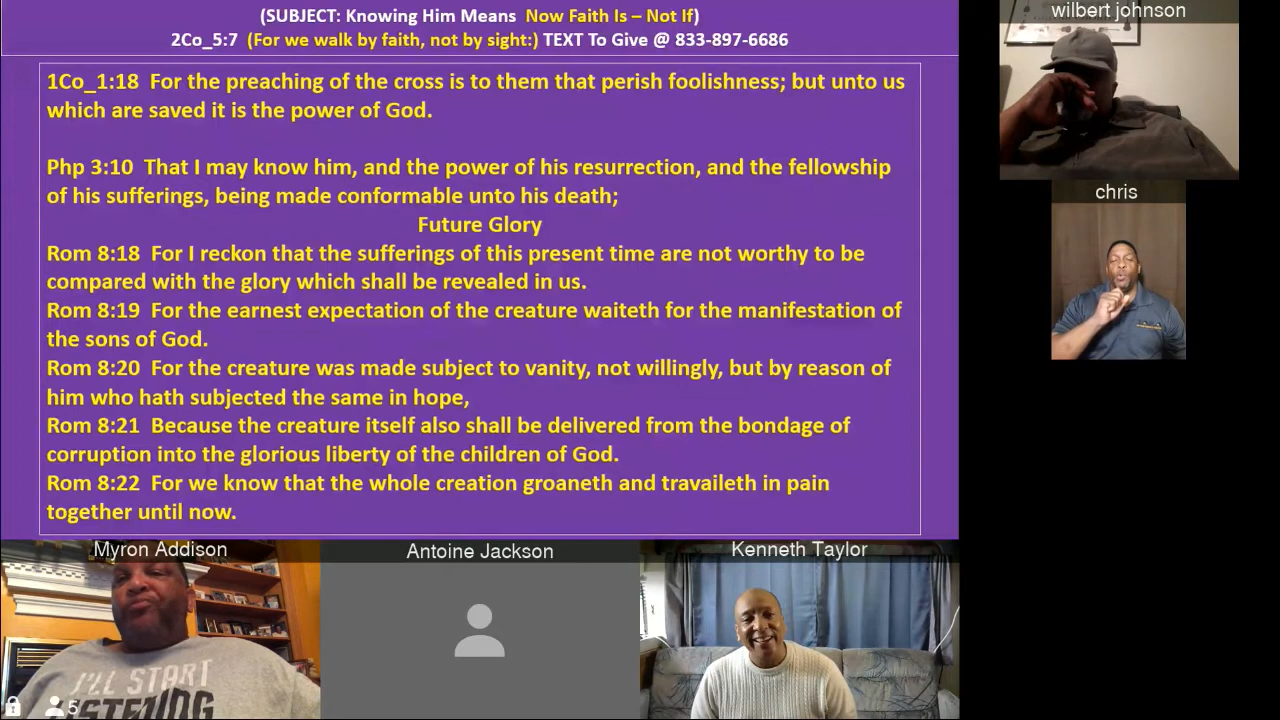 (SUBJECT: Knowing Him Means Now Faith Is – Not If)
2Co_5:7 (For we walk by faith, not by sight:) TEXT To Give @ 833-897-6686
1Co_1:18 For the preaching of the cross is to them that perish foolishness; but unto us
which are saved it is the power of God.
Php 3:10 That I may know him, and the power of his resurrection, and the fellowship
of his sufferings, being made conformable unto his death;
Future Glory
Rom 8:18 For I reckon that the sufferings of this present time are not worthy to be
compared with the glory which shall be revealed in us.
Rom 8:19 For the earnest expectation of the creature waiteth for the manifestation of
the sons of God.
Rom 8:20 For the creature was made subject to vanity, not willingly, but by reason of
him who hath subjected the same in hope,
Rom 8:21 Because the creature itself also shall be delivered from the bondage of
corruption into the glorious liberty of the children of God.
Rom 8:22 For we know that the whole creation groaneth and travaileth in pain
together until now.
wilbert johnson
chris
Myron Addison
Antoine Jackson
Kenneth Taylor
I'LL START
5